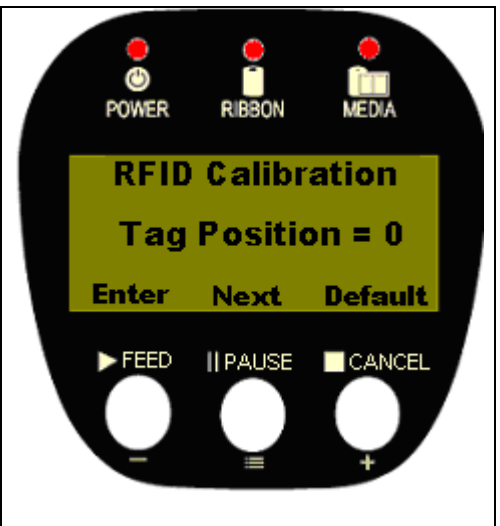 POWER RIBBON MEDIA
RFID Calibration
Tag Position = 0
Enter Next Default
FEED PAUSE CANCEL